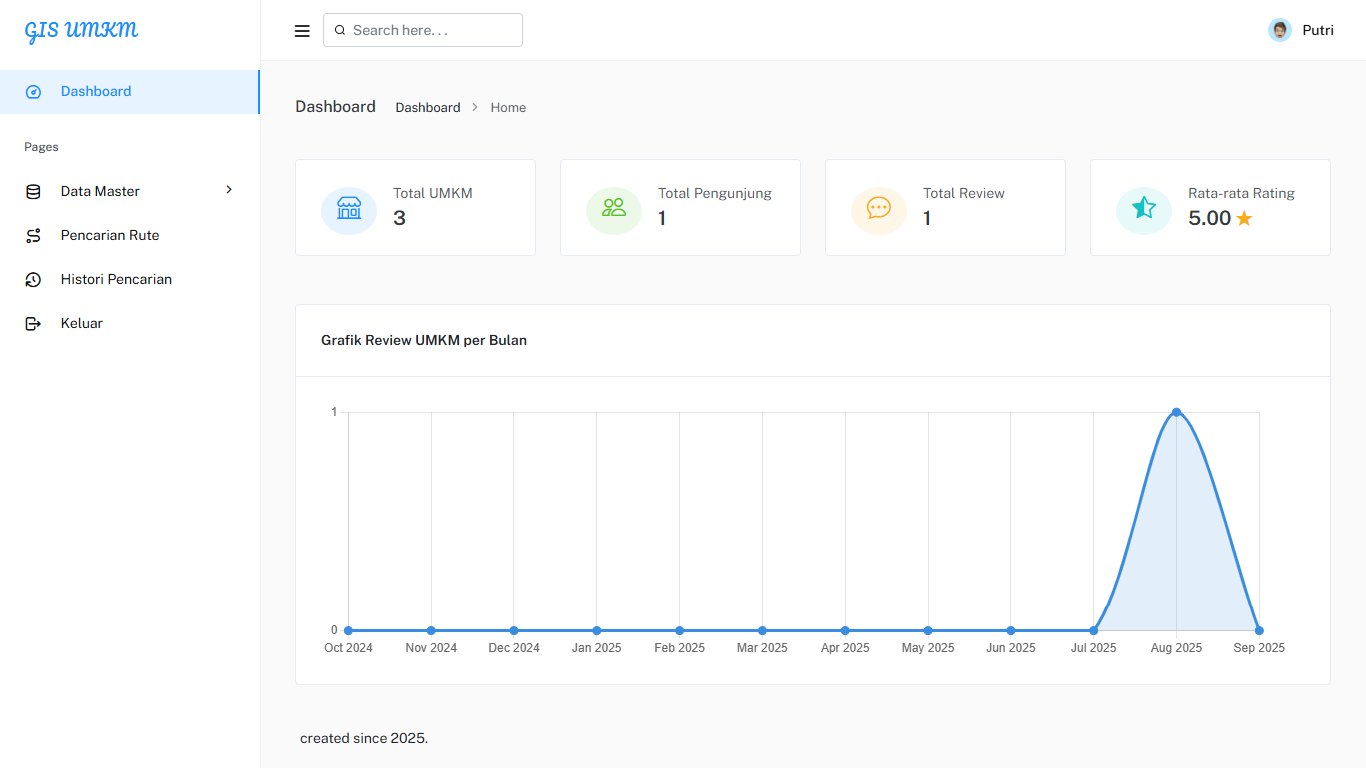 GIS UMKM
Search here. . .
Putri
Dashboard
Pages
Data Master
Pencarian Rute
Histori Pencarian
Keluar
Dashboard
Dashboard > Home
Total UMKM
3
Total Pengunjung
1
Total Review
1
Rata-rata Rating
5.00
Grafik Review UMKM per Bulan
1
0
Oct 2024 Nov 2024 Dec 2024 Jan 2025 Feb 2025 Mar 2025 Apr 2025 May 2025 Jun 2025 Jul 2025 Aug 2025 Sep 2025
created since 2025.